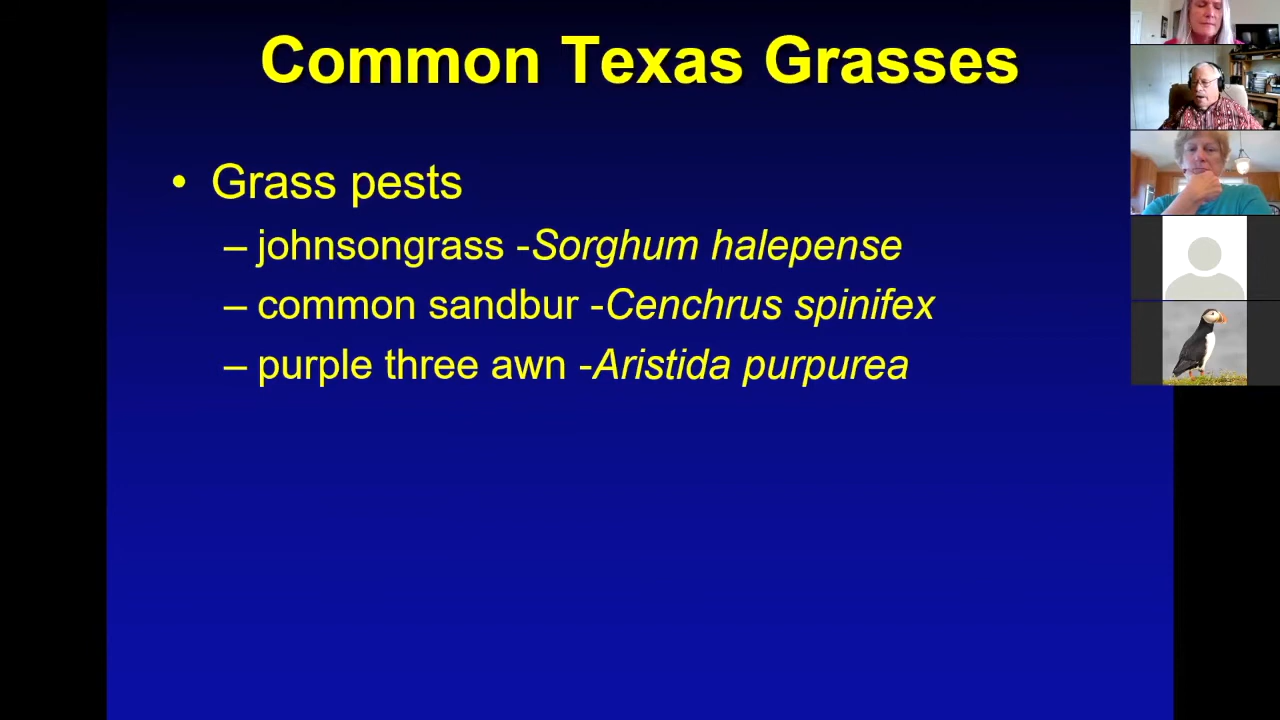 Common Texas Grasses
• Grass pests
– johnsongrass -Sorghum halepense
– common sandbur -Cenchrus spinifex
– purple three awn -Aristida purpurea